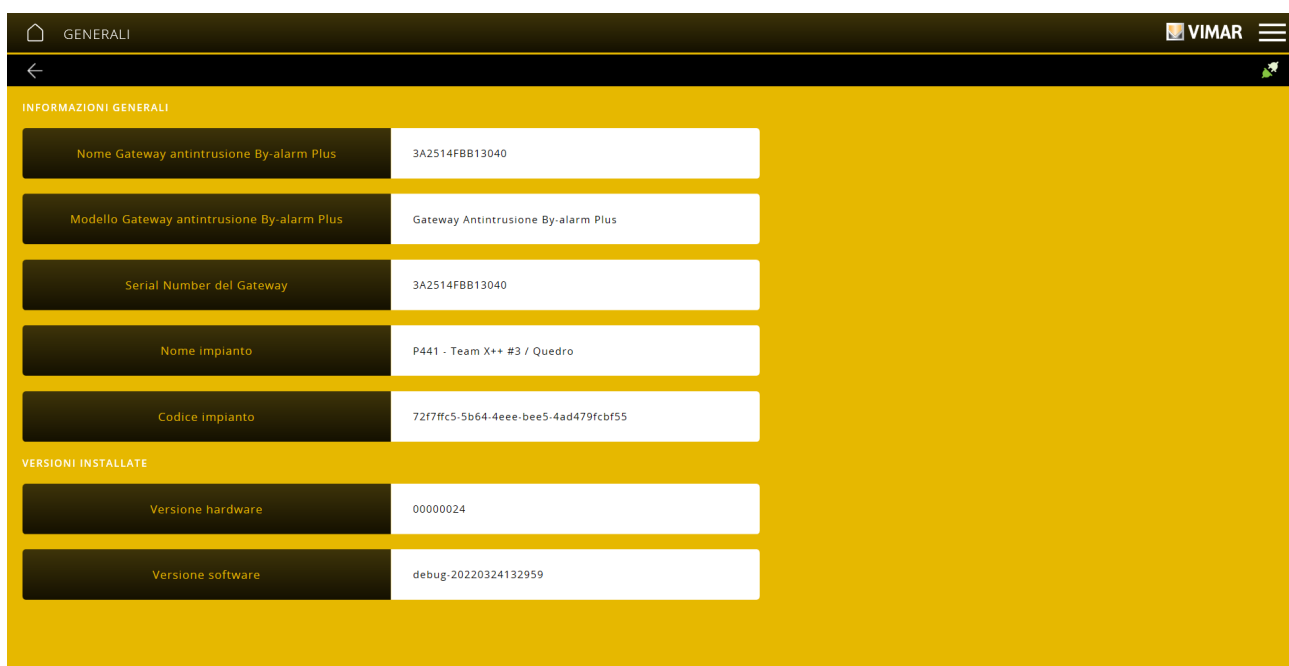 GENERALI
VIMAR
INFORMAZIONI GENERALI
Nome Gateway antintrusione By-alarm Plus
3A2514FBB13040
Modello Gateway antintrusione By-alarm Plus
Gateway Antintrusione By-alarm Plus
Serial Number del Gateway
3A2514FBB13040
Nome impianto
P441 - Team X++ #3 / Quedro
Codice impianto
72f7ffc5-5b64-4eee-bee5-4ad479fcbf55
VERSIONI INSTALLATE
Versione hardware
00000024
Versione software
debug-20220324132959